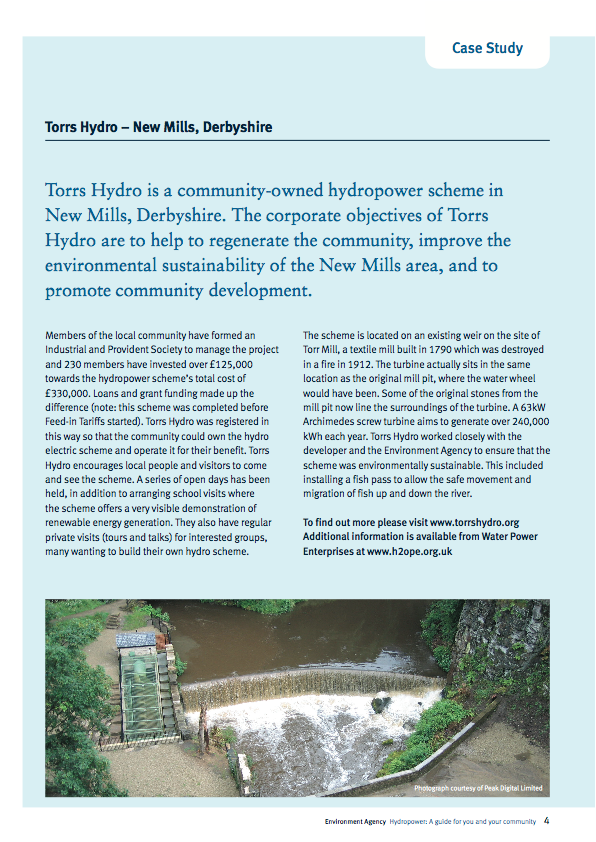 Case Study
Torrs Hydro – New Mills, Derbyshire
Torrs Hydro is a community-owned hydropower scheme in
New Mills, Derbyshire. The corporate objectives of Torrs
Hydro are to help to regenerate the community, improve the
environmental sustainability of the New Mills area, and to
promote community development.
Members of the local community have formed an
Industrial and Provident Society to manage the project
and 230 members have invested over £125,000
towards the hydropower scheme's total cost of
£330,000. Loans and grant funding made up the
difference (note: this scheme was completed before
Feed-in Tariffs started). Torrs Hydro was registered in
this way so that the community could own the hydro
electric scheme and operate it for their benefit. Torrs
Hydro encourages local people and visitors to come
and see the scheme. A series of open days has been
held, in addition to arranging school visits where
the scheme offers a very visible demonstration of
renewable energy generation. They also have regular
private visits (tours and talks) for interested groups,
many wanting to build their own hydro scheme.
The scheme is located on an existing weir on the site of
Torr Mill, a textile mill built in 1790 which was destroyed
in a fire in 1912. The turbine actually sits in the same
location as the original mill pit, where the water wheel
would have been. Some of the original stones from the
mill pit now line the surroundings of the turbine. A 63kW
Archimedes screw turbine aims to generate over 240,000
kWh each year. Torrs Hydro worked closely with the
developer and the Environment Agency to ensure that the
scheme was environmentally sustainable. This included
installing a fish pass to allow the safe movement and
migration of fish up and down the river.
To find out more please visit www.torrshydro.org
Additional information is available from Water Power
Enterprises at www.h2ope.org.uk
Photograph courtesy of Peak Digital Limited
Environment Agency Hydropower: A guide for you and your community 4